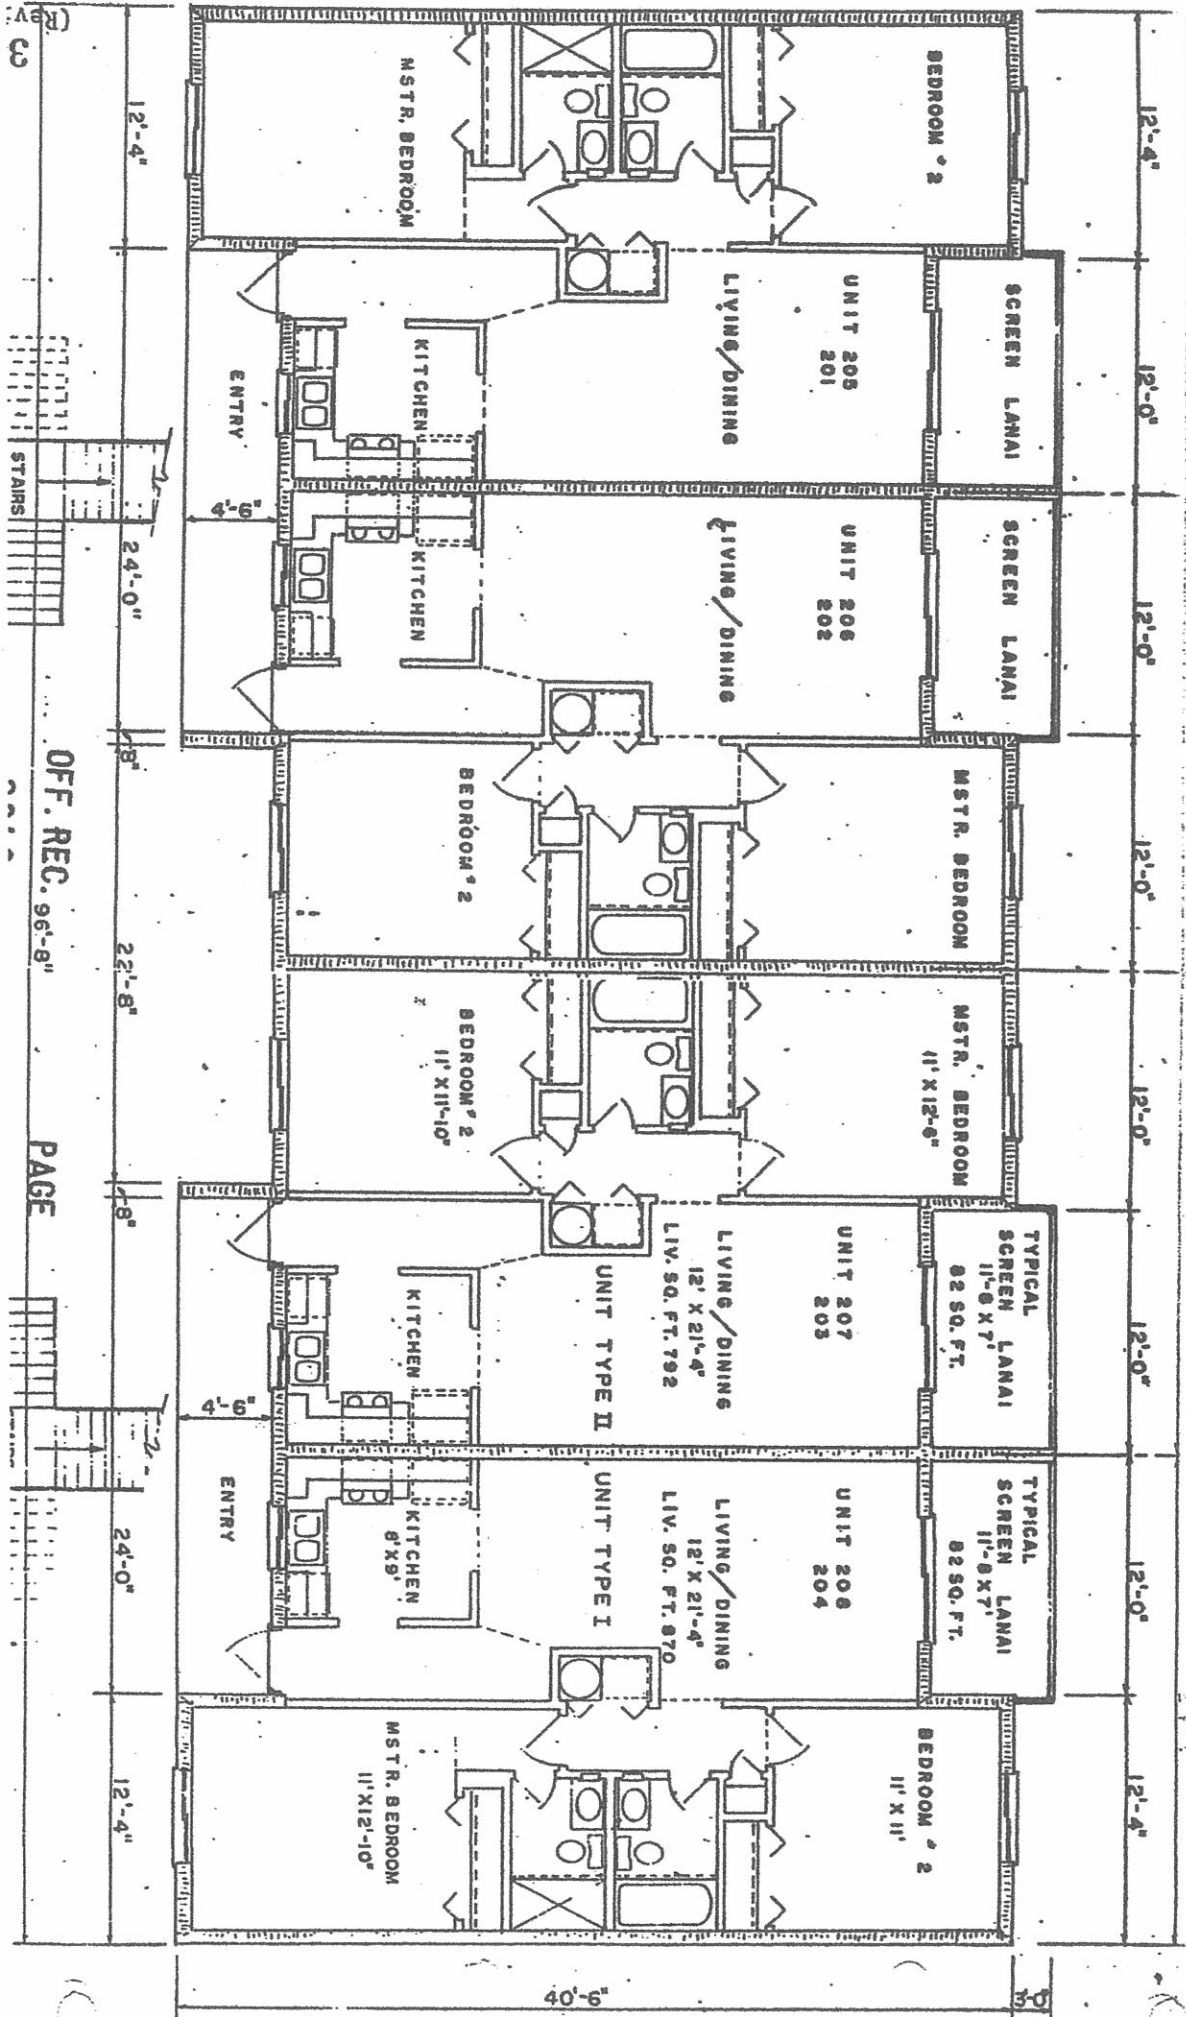 12'-4"
12'-0"
12'-0"
12'-0"
12'-0"
12'-0"
12'-0"
12'-4"
BEDROOM # 2
SCREEN LANAI
SCREEN LANAI
MSTR. BEDROOM
MSTR. BEDROOM
11' X 12'-6"
TYPICAL
SCREEN LANAI
11'-8 X 7'
82 SQ. FT.
TYPICAL
SCREEN LANAI
11'-8 X 7'
82 SQ. FT.
BEDROOM # 2
11' X 11'
UNIT 205
201
LIVING/DINING
UNIT 206
202
LIVING/DINING
UNIT 207
203
LIVING/DINING
12' X 21'-4"
LIV. SQ. FT. 792
UNIT TYPE II
UNIT 208
204
LIVING/DINING
12' X 21'-4"
LIV. SQ. FT. 870
UNIT TYPE I
MSTR. BEDROOM
KITCHEN
KITCHEN
BEDROOM # 2
BEDROOM # 2
11' X 11'-10"
KITCHEN
KITCHEN
8' X 9'
MSTR. BEDROOM
11' X 12'-10"
ENTRY
4'-6"
4'-6"
ENTRY
12'-4"
24'-0"
8"
22'-8"
8"
24'-0"
12'-4"
STAIRS
OFF. REC.
96'-8"
PAGE
(Rev.
3
40'-6"
3'-0"